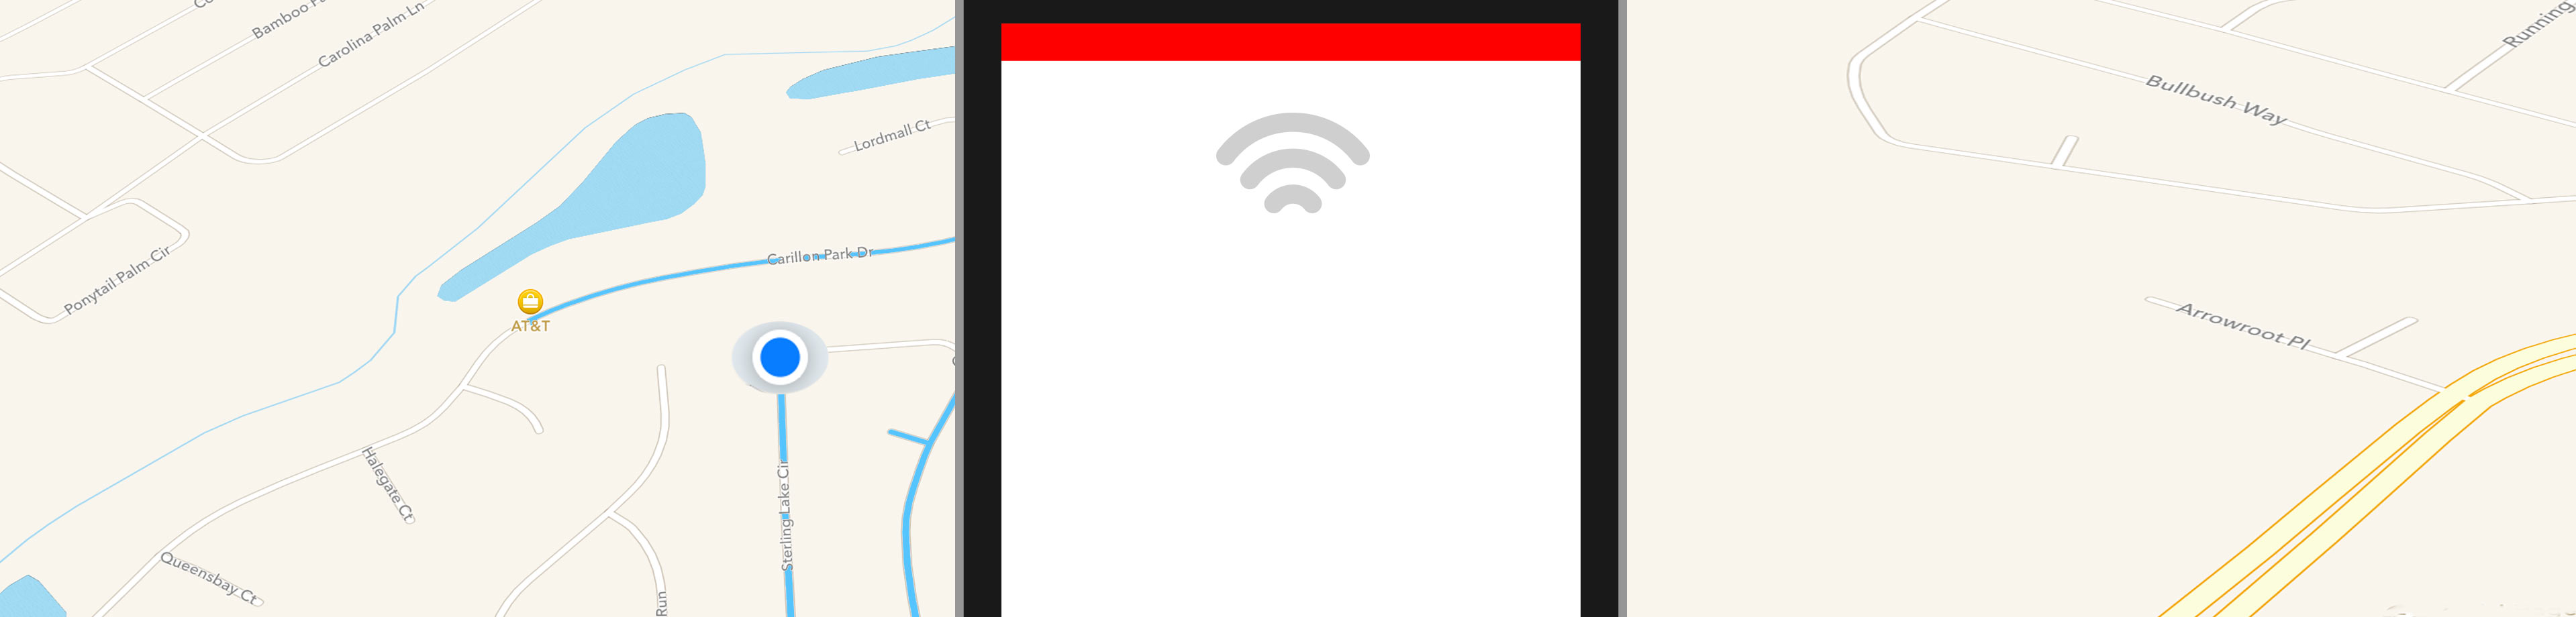 Bamboo
Carolina Palm Ln
Lordmall Ct
Ponytail Palm Cir
Carillon Park Dr
AT&T
Halegate Ct
Sterling Lake Cir
Queensbay Ct
Run
Running
Bullbush Way
Arrowroot Pl